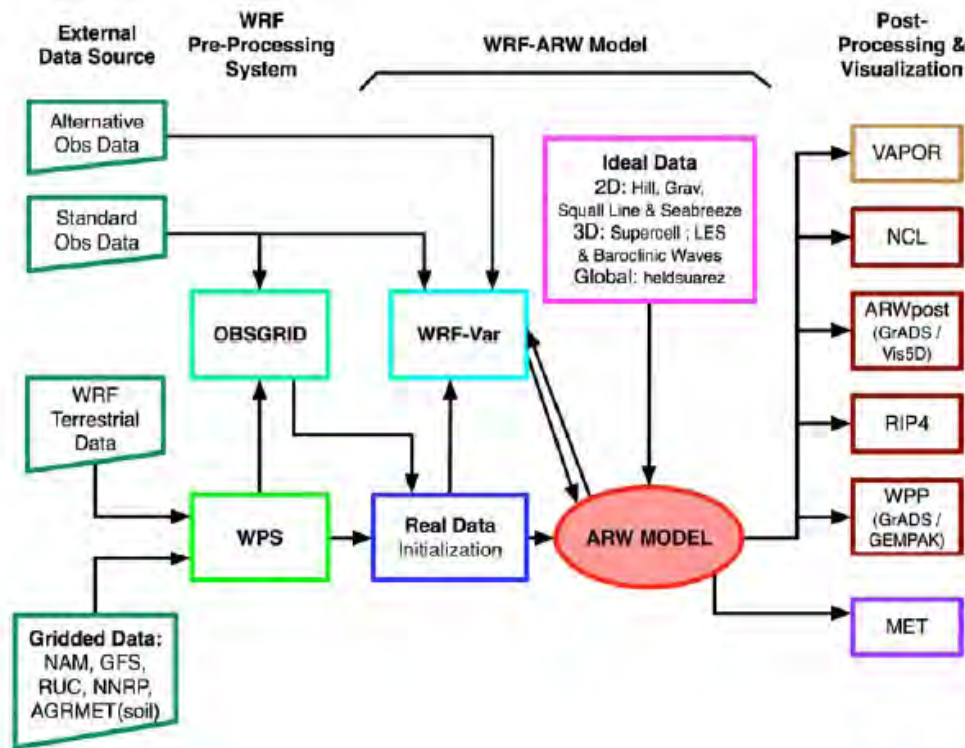 External
Data Source
WRF
Pre-Processing
System
WRF-ARW Model
Post-
Processing &
Visualization
Alternative
Obs Data
Standard
Obs Data
WRF
Terrestrial
Data
Gridded Data:
NAM, GFS,
RUC, NNRP,
AGRMET(soil)
OBSGRID
WPS
WRF-Var
Real Data
Initialization
Ideal Data
2D: Hill, Grav,
Squall Line & Seabreeze
3D: Supercell ; LES
& Baroclinic Waves
Global: heldsuarez
ARW MODEL
VAPOR
NCL
ARWpost
(GrADS /
Vis5D)
RIP4
WPP
(GrADS /
GEMPAK)
MET